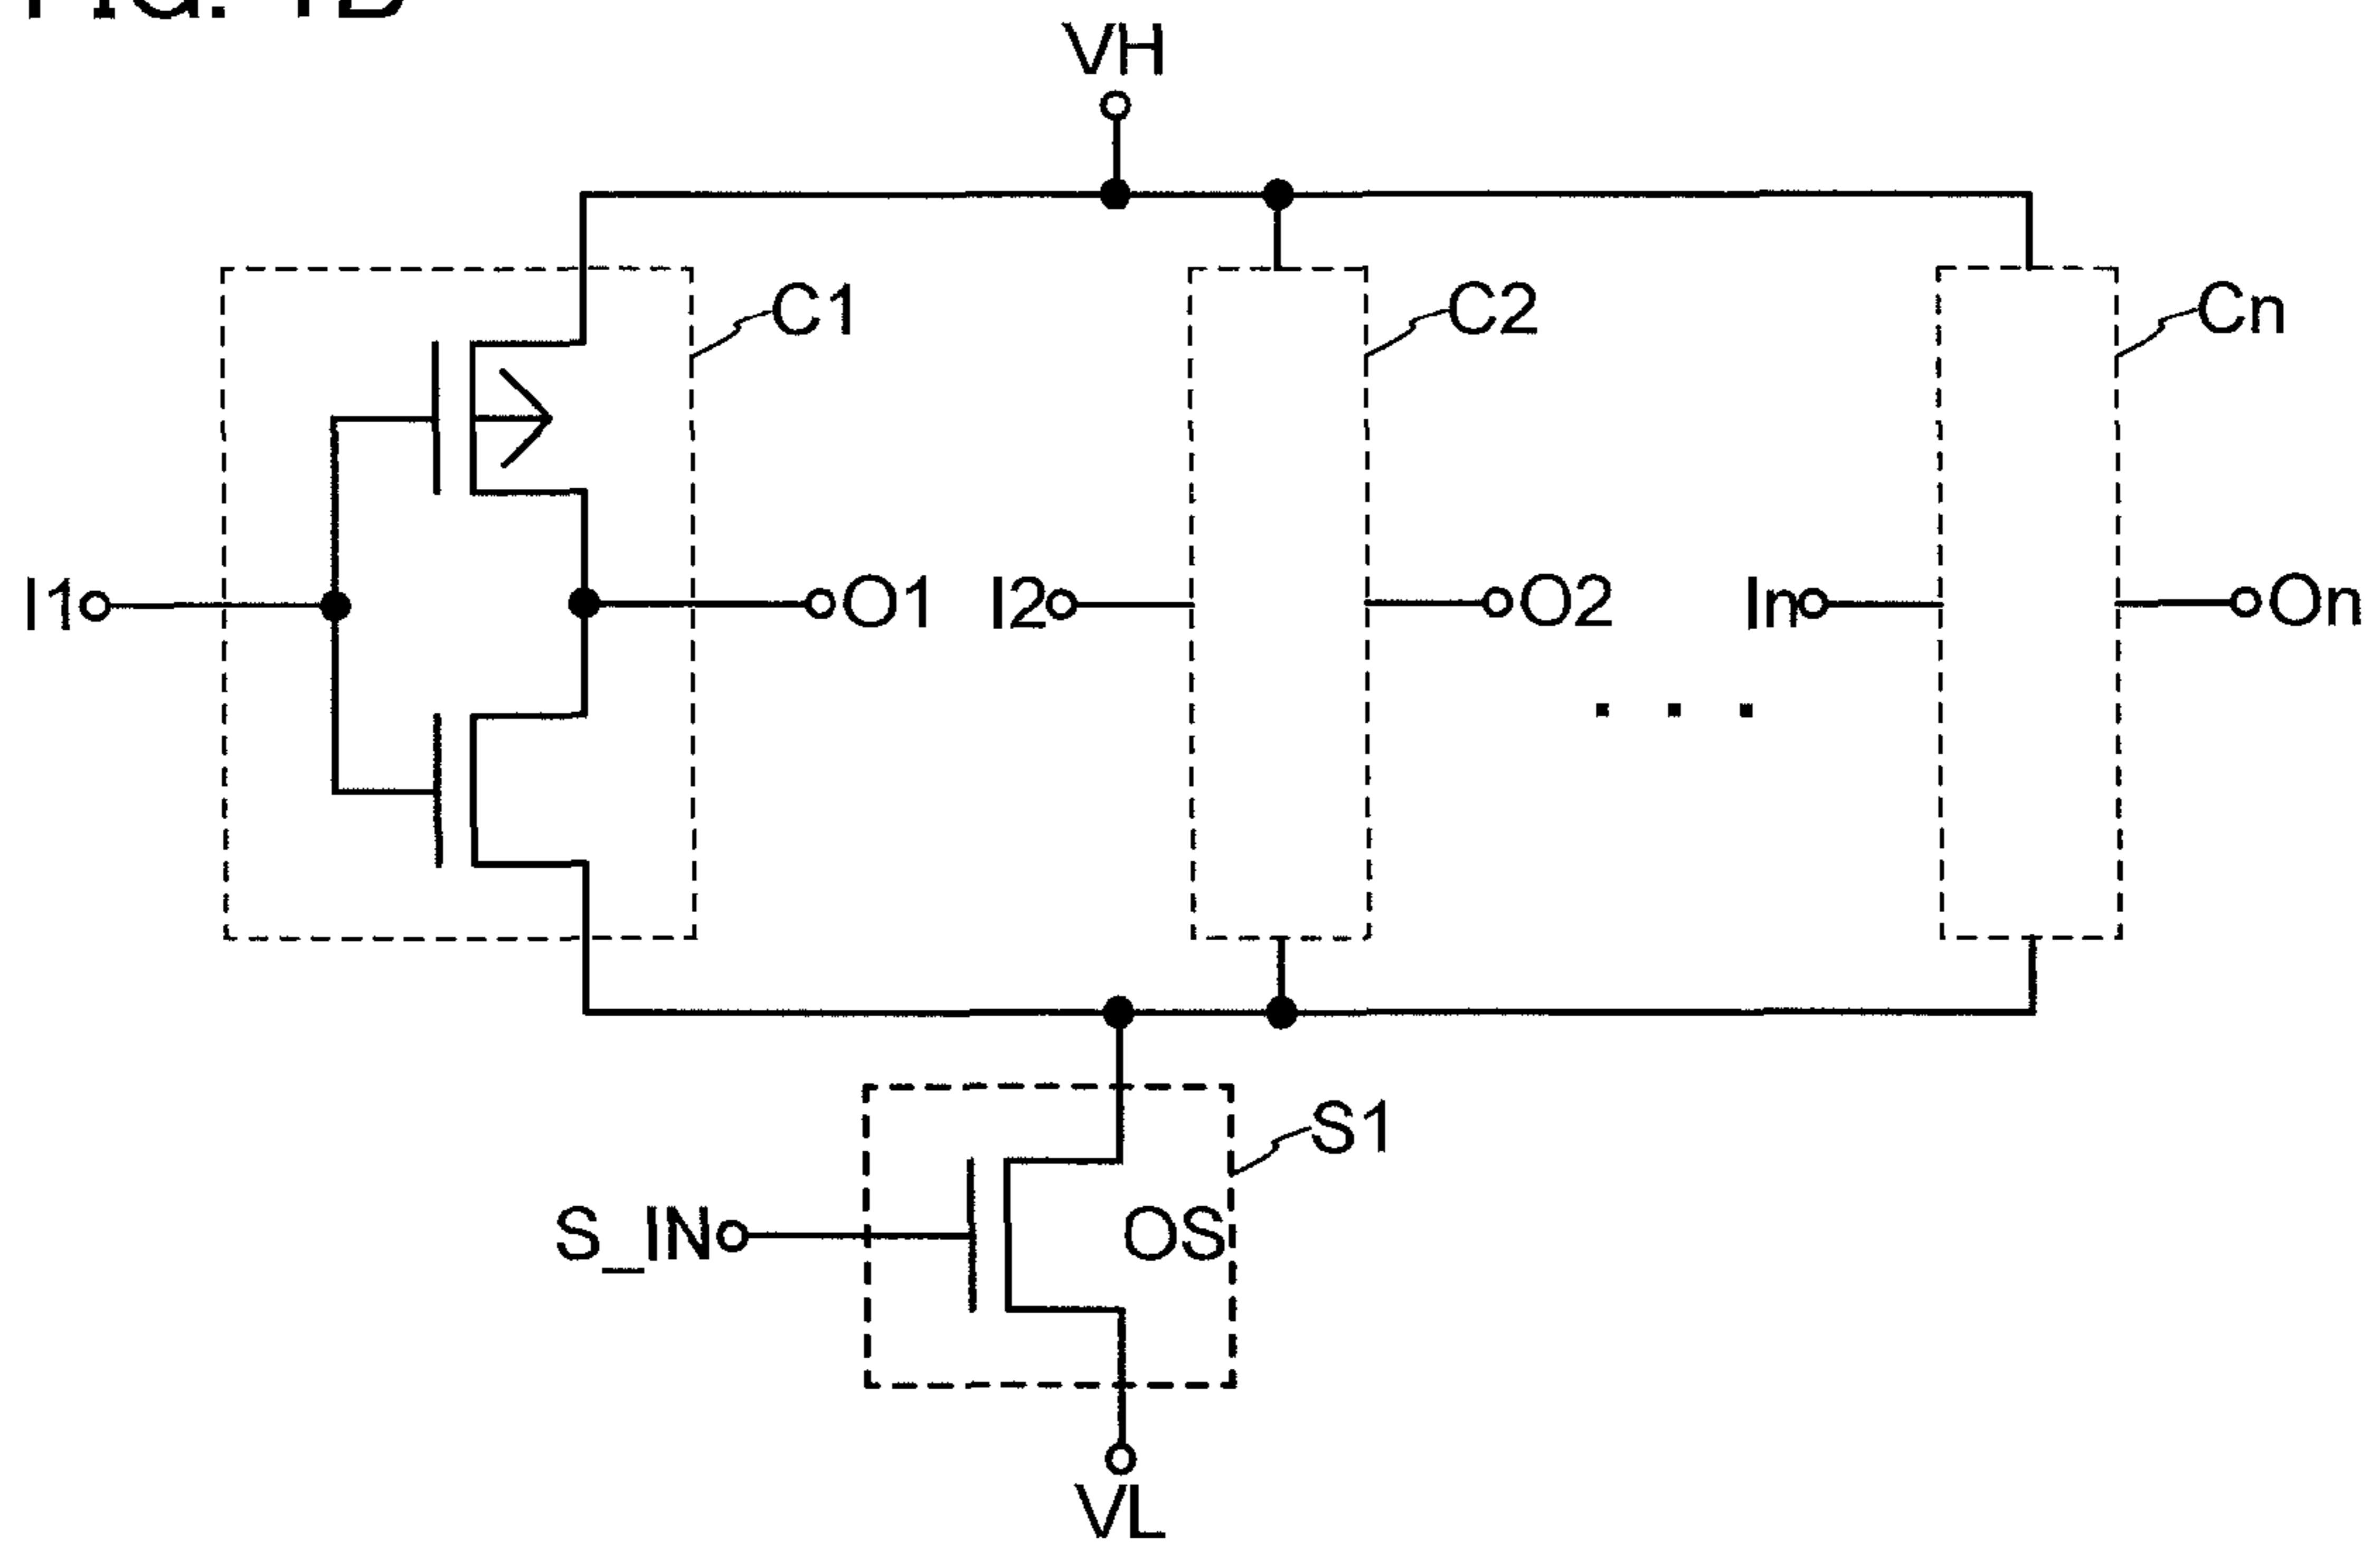 VH
C1
C2
Cn
I1
O1
I2
O2
In
On
. . .
S1
S_IN
OS
VL